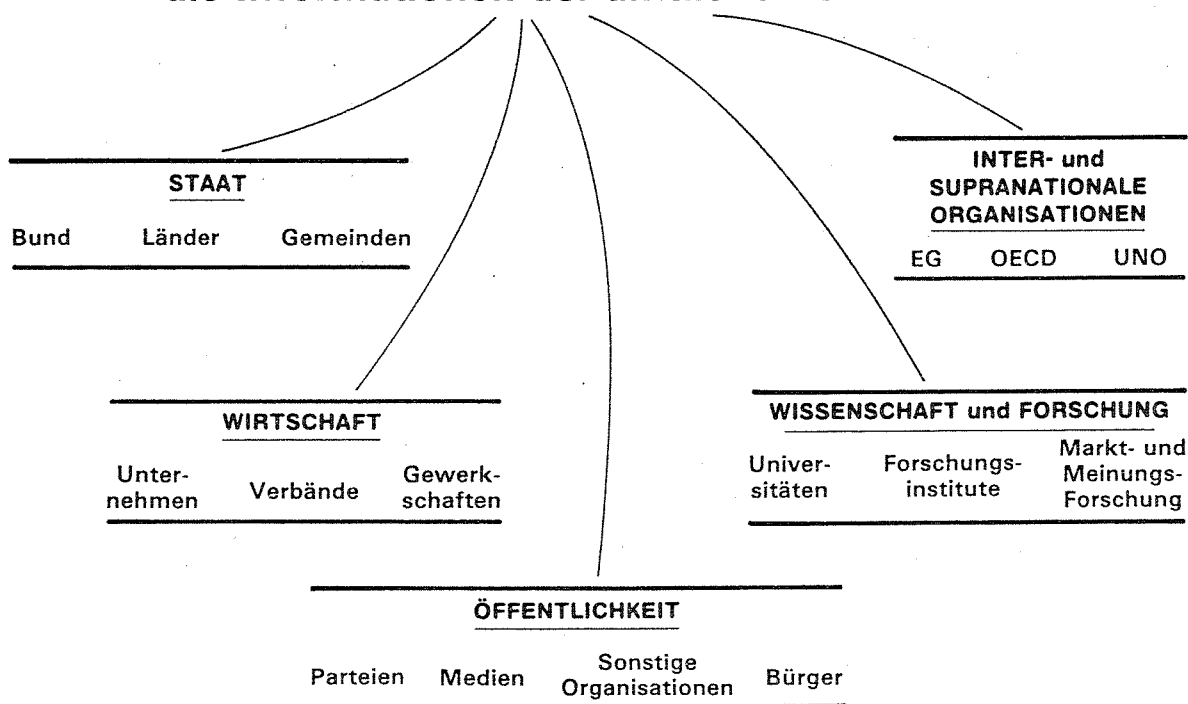 INTER- und
SUPRANATIONALE
ORGANISATIONEN
EG OECD UNO
STAAT
Bund Länder Gemeinden
WIRTSCHAFT
Unter-
nehmen
Verbände
Gewerk-
schaften
WISSENSCHAFT und FORSCHUNG
Univer-
sitäten
Forschungs-
institute
Markt- und
Meinungs-
Forschung
ÖFFENTLICHKEIT
Parteien
Medien
Sonstige
Organisationen
Bürger